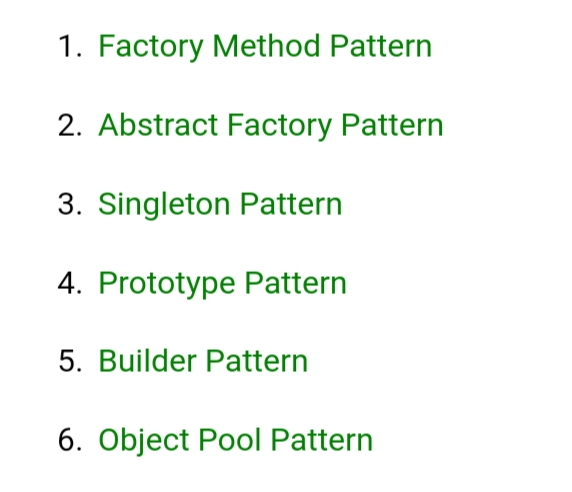 1. Factory Method Pattern
2. Abstract Factory Pattern
3. Singleton Pattern
4. Prototype Pattern
5. Builder Pattern
6. Object Pool Pattern